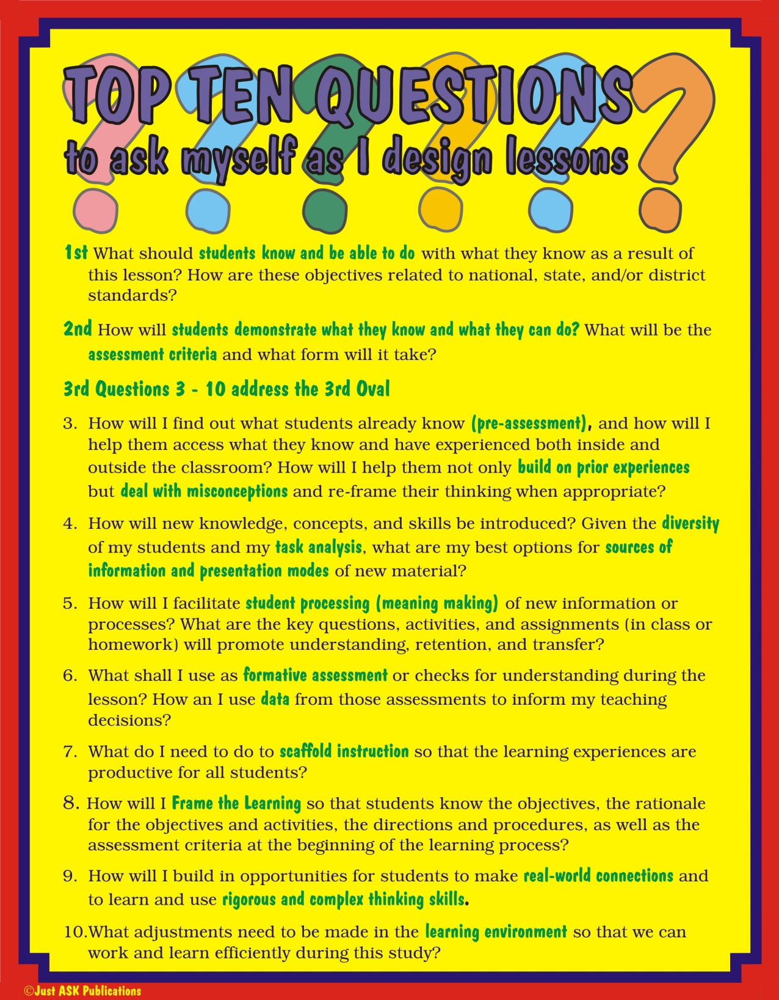 TOP TEN QUESTIONS
to ask myself as I design lessons
1st What should students know and be able to do with what they know as a result of
this lesson? How are these objectives related to national, state, and/or district
standards?
2nd How will students demonstrate what they know and what they can do? What will be the
assessment criteria and what form will it take?
3rd Questions 3 - 10 address the 3rd Oval
3. How will I find out what students already know (pre-assessment), and how will I
help them access what they know and have experienced both inside and
outside the classroom? How will I help them not only build on prior experiences
but deal with misconceptions and re-frame their thinking when appropriate?
4. How will new knowledge, concepts, and skills be introduced? Given the diversity
of my students and my task analysis, what are my best options for sources of
information and presentation modes of new material?
5. How will I facilitate student processing (meaning making) of new information or
processes? What are the key questions, activities, and assignments (in class or
homework) will promote understanding, retention, and transfer?
6. What shall I use as formative assessment or checks for understanding during the
lesson? How an I use data from those assessments to inform my teaching
decisions?
7. What do I need to do to scaffold instruction so that the learning experiences are
productive for all students?
8. How will I Frame the Learning so that students know the objectives, the rationale
for the objectives and activities, the directions and procedures, as well as the
assessment criteria at the beginning of the learning process?
9. How will I build in opportunities for students to make real-world connections and
to learn and use rigorous and complex thinking skills.
10.What adjustments need to be made in the learning environment so that we can
work and learn efficiently during this study?
©Just ASK Publications